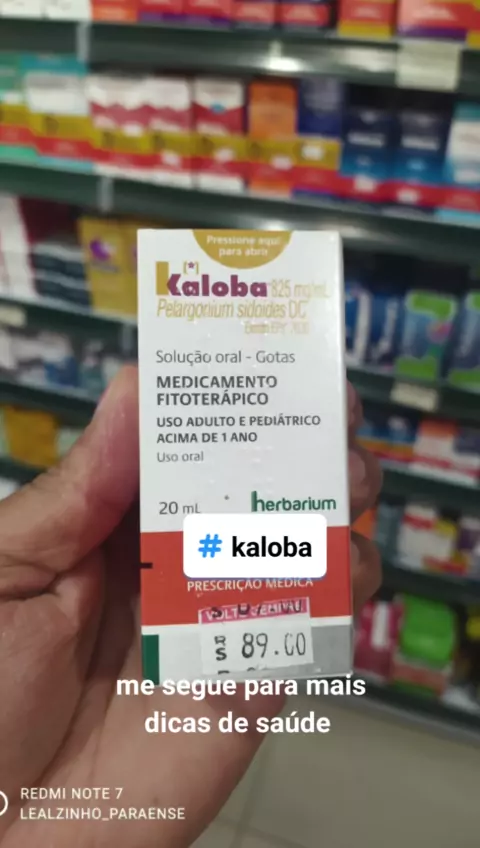 Pressione aqui
para abrir
Kaloba 825 mg/mL
Pelargonium sidoides DC
Solução oral - Gotas
MEDICAMENTO
FITOTERÁPICO
USO ADULTO E PEDIÁTRICO
ACIMA DE 1 ANO
Uso oral
20 mL
herbarium
# kaloba
PRESCRIÇÃO MÉDICA
VOLTE SEMPRE
R$ 89.00
me segue para mais
dicas de saúde
REDMI NOTE 7
LEALZINHO_PARAENSE